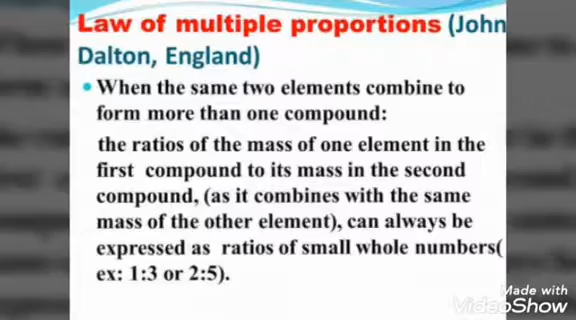 Law of multiple proportions (John
Dalton, England)
• When the same two elements combine to
form more than one compound:
the ratios of the mass of one element in the
first compound to its mass in the second
compound, (as it combines with the same
mass of the other element), can always be
expressed as ratios of small whole numbers(
ex: 1:3 or 2:5).
Made with
VideoShow